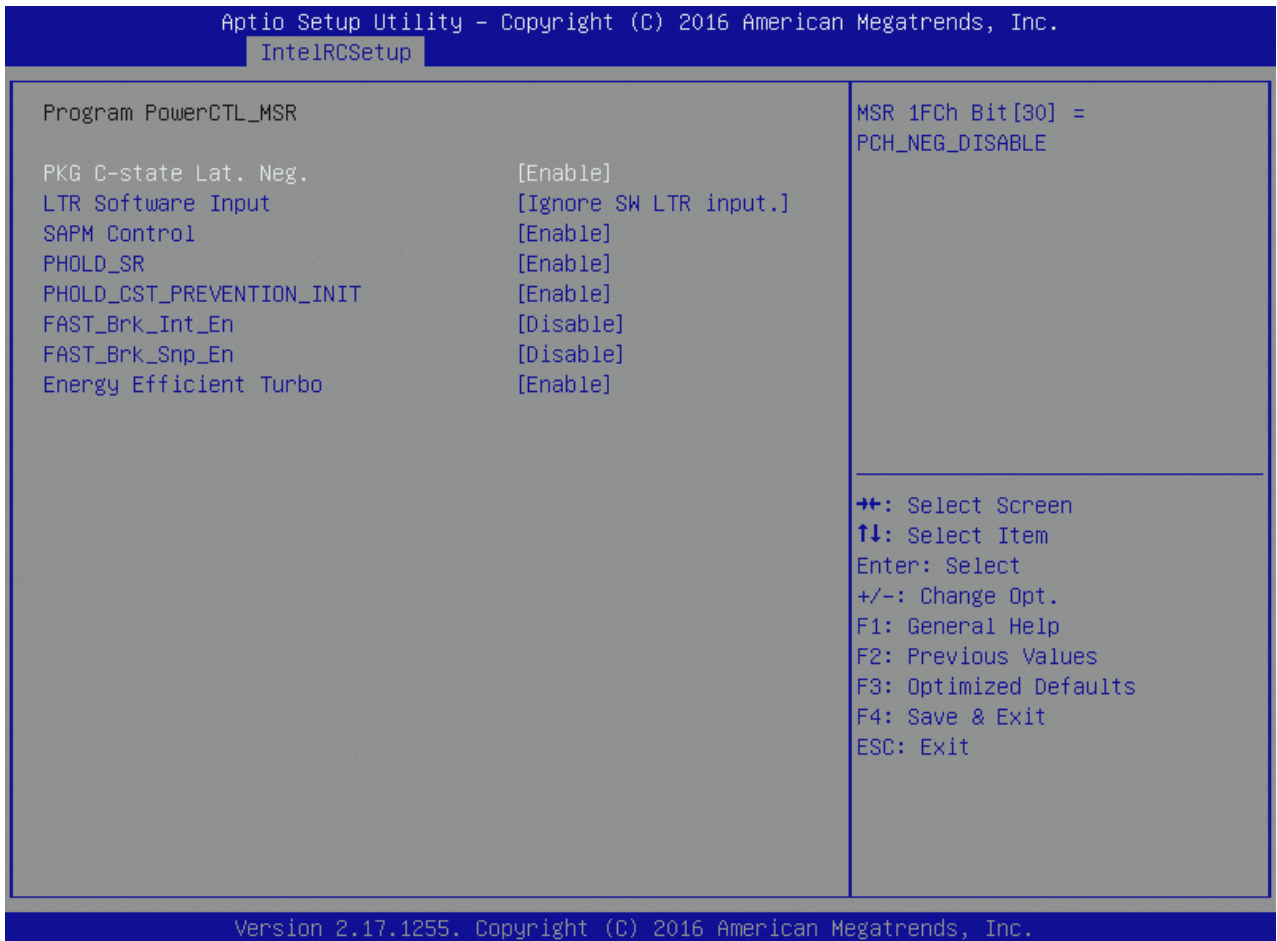 Aptio Setup Utility – Copyright (C) 2016 American Megatrends, Inc.
IntelRCSetup
Program PowerCTL_MSR
PKG C-state Lat. Neg. [Enable]
LTR Software Input [Ignore SW LTR input.]
SAPM Control [Enable]
PHOLD_SR [Enable]
PHOLD_CST_PREVENTION_INIT [Enable]
FAST_Brk_Int_En [Disable]
FAST_Brk_Snp_En [Disable]
Energy Efficient Turbo [Enable]
MSR 1FCh Bit[30] =
PCH_NEG_DISABLE
→←: Select Screen
↑↓: Select Item
Enter: Select
+/-: Change Opt.
F1: General Help
F2: Previous Values
F3: Optimized Defaults
F4: Save & Exit
ESC: Exit
Version 2.17.1255. Copyright (C) 2016 American Megatrends, Inc.